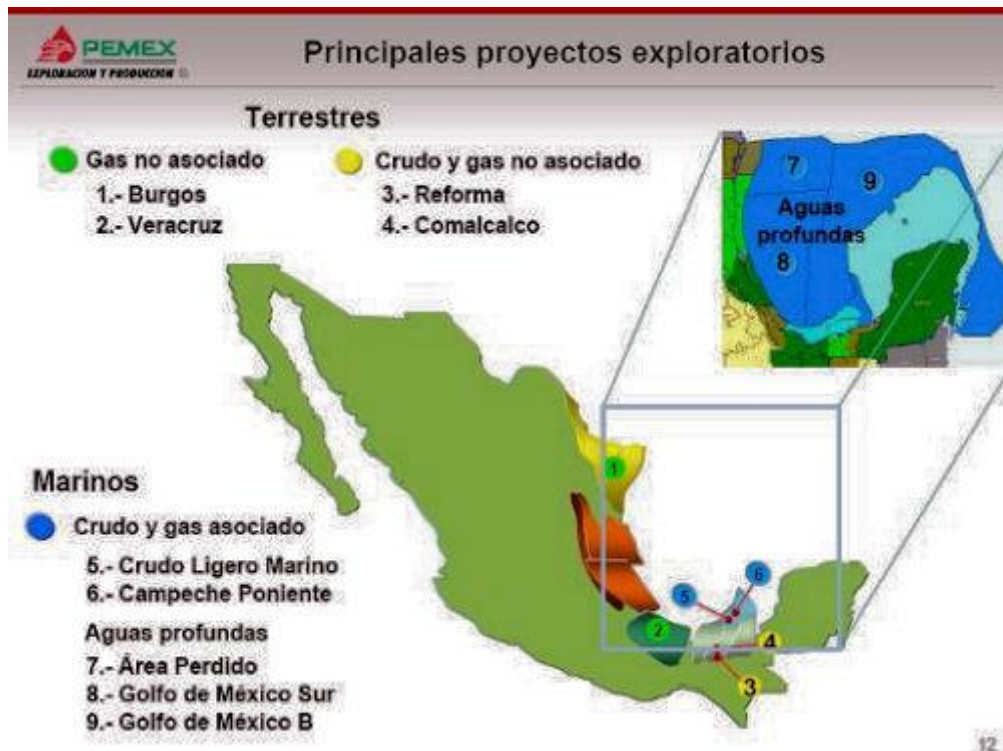 PEMEX
EXPLORACION Y PRODUCCION
Principales proyectos exploratorios
Terrestres
Gas no asociado
1.- Burgos
2.- Veracruz
Crudo y gas no asociado
3.- Reforma
4.- Comalcalco
7
9
Aguas
profundas
8
Marinos
Crudo y gas asociado
5.- Crudo Ligero Marino
6.- Campeche Poniente
Aguas profundas
7.- Área Perdido
8.- Golfo de México Sur
9.- Golfo de México B
1
6
5
2
4
3
12